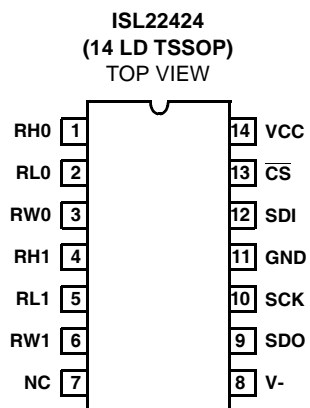 ISL22424
(14 LD TSSOP)
TOP VIEW
RH0 1 14 VCC
RL0 2 13 C̅S̅
RW0 3 12 SDI
RH1 4 11 GND
RL1 5 10 SCK
RW1 6 9 SDO
NC 7 8 V-